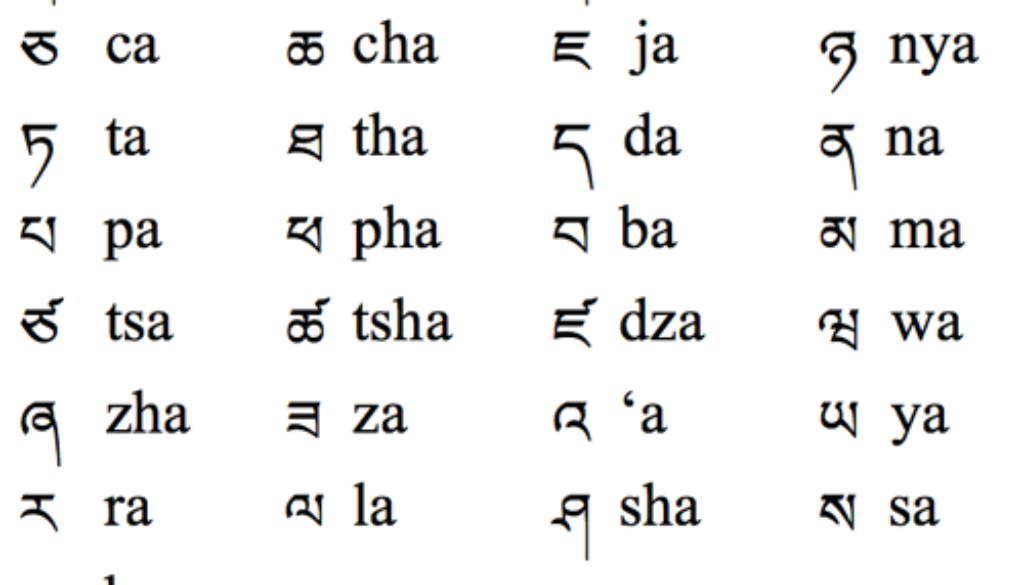 ཅ ca ཆ cha ཇ ja ཉ nya
ཏ ta ཐ tha ད da ན na
པ pa ཕ pha བ ba མ ma
ཙ tsa ཚ tsha ཛ dza ཝ wa
ཞ zha ཟ za འ ‘a ཡ ya
ར ra ལ la ཤ sha ས sa